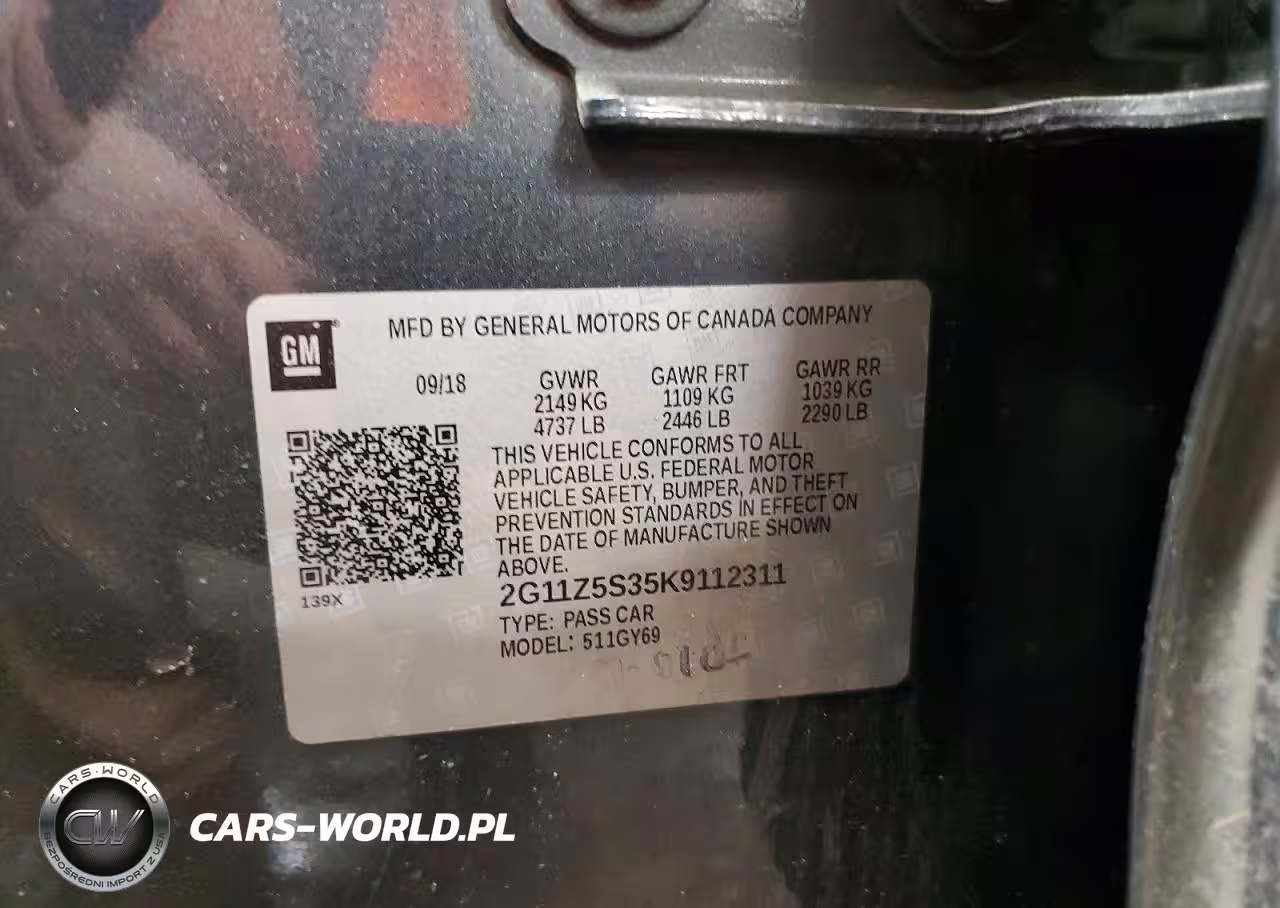 GM
MFD BY GENERAL MOTORS OF CANADA COMPANY
09/18
GVWR
2149 KG
4737 LB
GAWR FRT
1109 KG
2446 LB
GAWR RR
1039 KG
2290 LB
THIS VEHICLE CONFORMS TO ALL
APPLICABLE U.S. FEDERAL MOTOR
VEHICLE SAFETY, BUMPER, AND THEFT
PREVENTION STANDARDS IN EFFECT ON
THE DATE OF MANUFACTURE SHOWN
ABOVE.
2G11Z5S35K9112311
TYPE: PASS CAR
MODEL: 511GY69
139X
CARS-WORLD
CW
BEZPOŚREDNI IMPORT Z USA
CARS-WORLD.PL